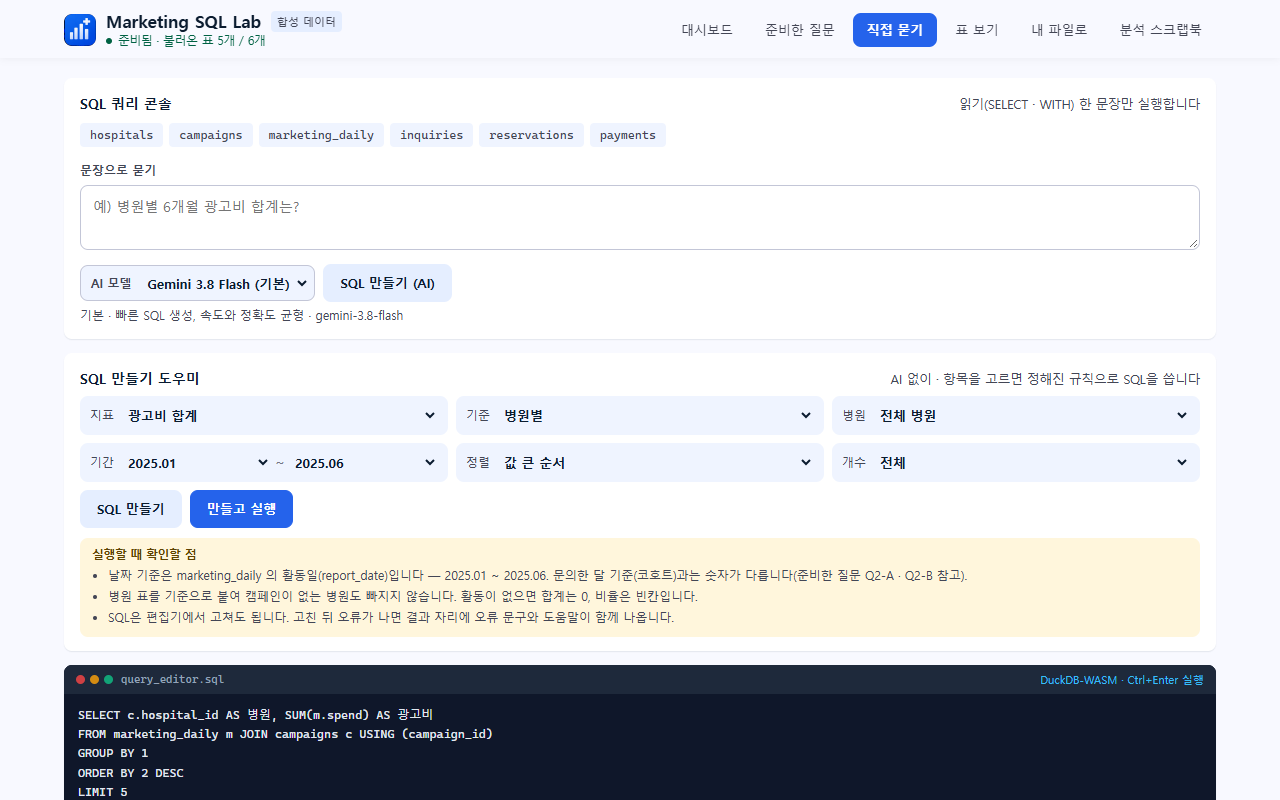 Marketing SQL Lab 합성 데이터
준비됨 · 불러온 표 5개 / 6개
대시보드 준비한 질문 직접 묻기 표 보기 내 파일로 분석 스크랩북
SQL 쿼리 콘솔 읽기(SELECT · WITH) 한 문장만 실행합니다
hospitals campaigns marketing_daily inquiries reservations payments
문장으로 묻기
예) 병원별 6개월 광고비 합계는?
AI 모델 Gemini 3.8 Flash (기본) SQL 만들기 (AI)
기본 · 빠른 SQL 생성, 속도와 정확도 균형 · gemini-3.8-flash
SQL 만들기 도우미 AI 없이 · 항목을 고르면 정해진 규칙으로 SQL을 씁니다
지표 광고비 합계 기준 병원별 병원 전체 병원
기간 2025.01 ~ 2025.06 정렬 값 큰 순서 개수 전체
SQL 만들기 만들고 실행
실행할 때 확인할 점
• 날짜 기준은 marketing_daily 의 활동일(report_date)입니다 — 2025.01 ~ 2025.06. 문의한 달 기준(코호트)과는 숫자가 다릅니다(준비한 질문 Q2-A · Q2-B 참고).
• 병원 표를 기준으로 붙여 캠페인이 없는 병원도 빠지지 않습니다. 활동이 없으면 합계는 0, 비율은 빈칸입니다.
• SQL은 편집기에서 고쳐도 됩니다. 고친 뒤 오류가 나면 결과 자리에 오류 문구와 도움말이 함께 나옵니다.
query_editor.sql DuckDB-WASM · Ctrl+Enter 실행
SELECT c.hospital_id AS 병원, SUM(m.spend) AS 광고비
FROM marketing_daily m JOIN campaigns c USING (campaign_id)
GROUP BY 1
ORDER BY 2 DESC
LIMIT 5